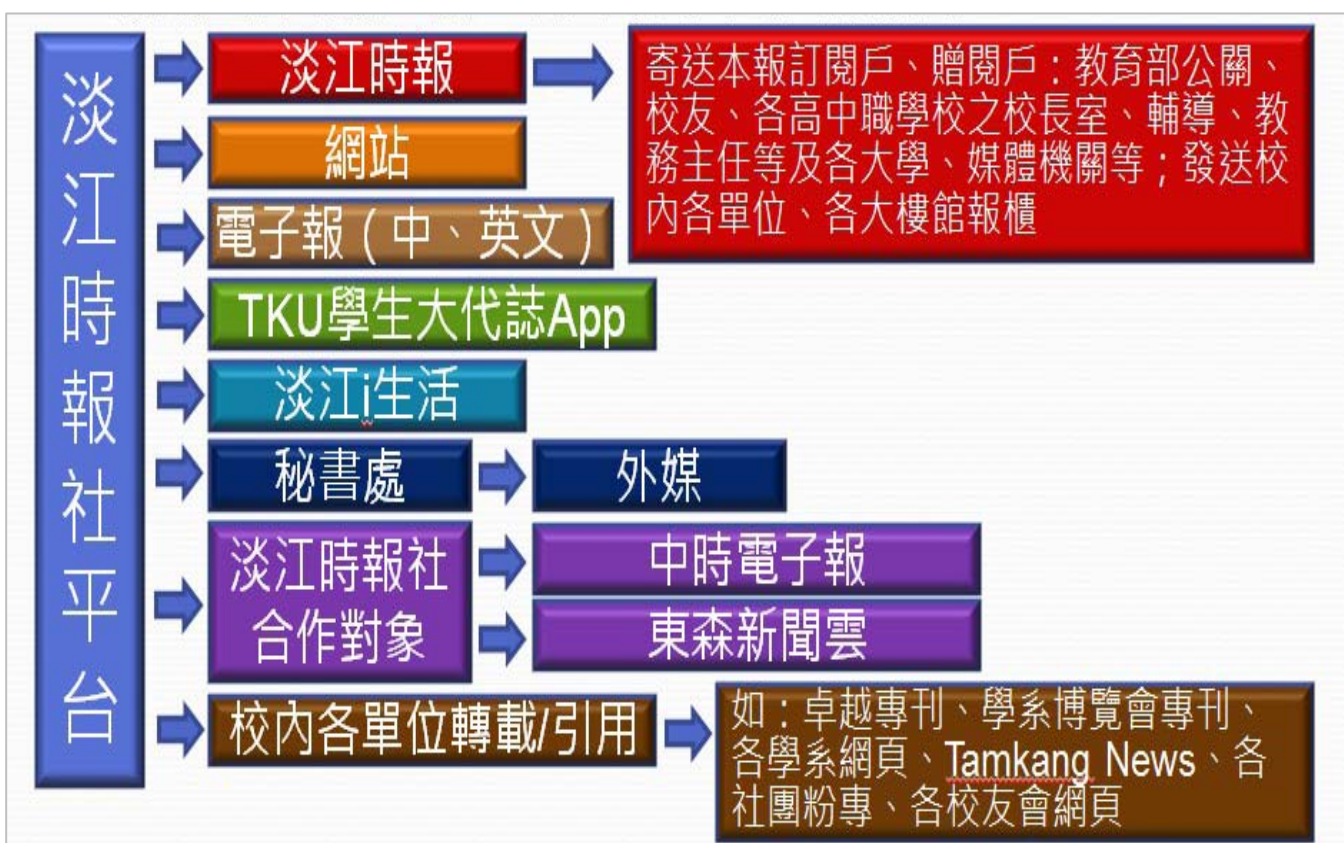 淡江時報社平台
淡江時報
寄送本報訂閱戶、贈閱戶：教育部公關、
校友、各高中職學校之校長室、輔導、教
務主任等及各大學、媒體機關等；發送校
內各單位、各大樓館報櫃
網站
電子報（中、英文）
TKU學生大代誌App
淡江i生活
秘書處
外媒
淡江時報社
合作對象
中時電子報
東森新聞雲
校內各單位轉載/引用
如：卓越專刊、學系博覽會專刊、
各學系網頁、Tamkang News、各
社團粉專、各校友會網頁